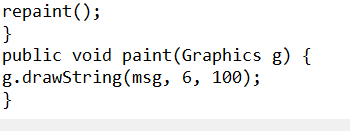 repaint();
}
public void paint(Graphics g) {
g.drawString(msg, 6, 100);
}